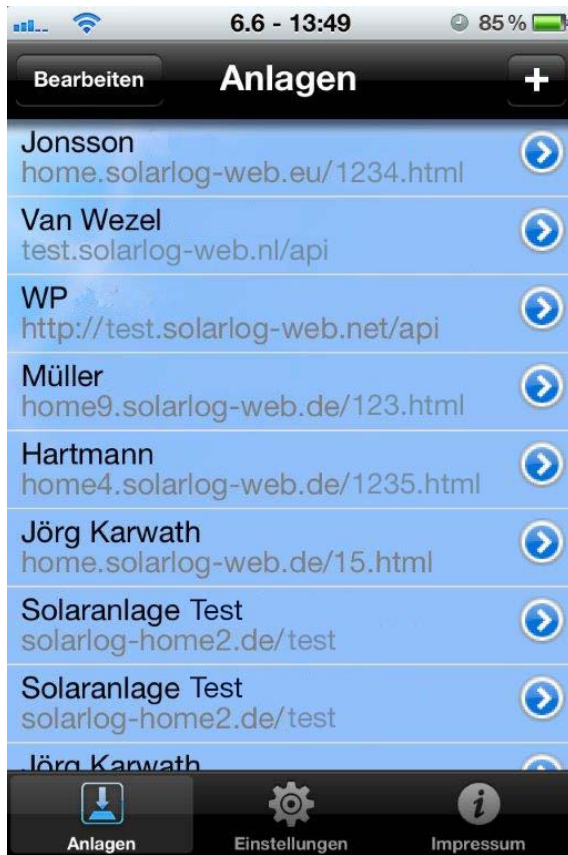 6.6 - 13:49 85 %
Bearbeiten Anlagen +
Jonsson
home.solarlog-web.eu/1234.html
Van Wezel
test.solarlog-web.nl/api
WP
http://test.solarlog-web.net/api
Müller
home9.solarlog-web.de/123.html
Hartmann
home4.solarlog-web.de/1235.html
Jörg Karwath
home.solarlog-web.de/15.html
Solaranlage Test
solarlog-home2.de/test
Solaranlage Test
solarlog-home2.de/test
Jörg Karwath
Anlagen Einstellungen Impressum